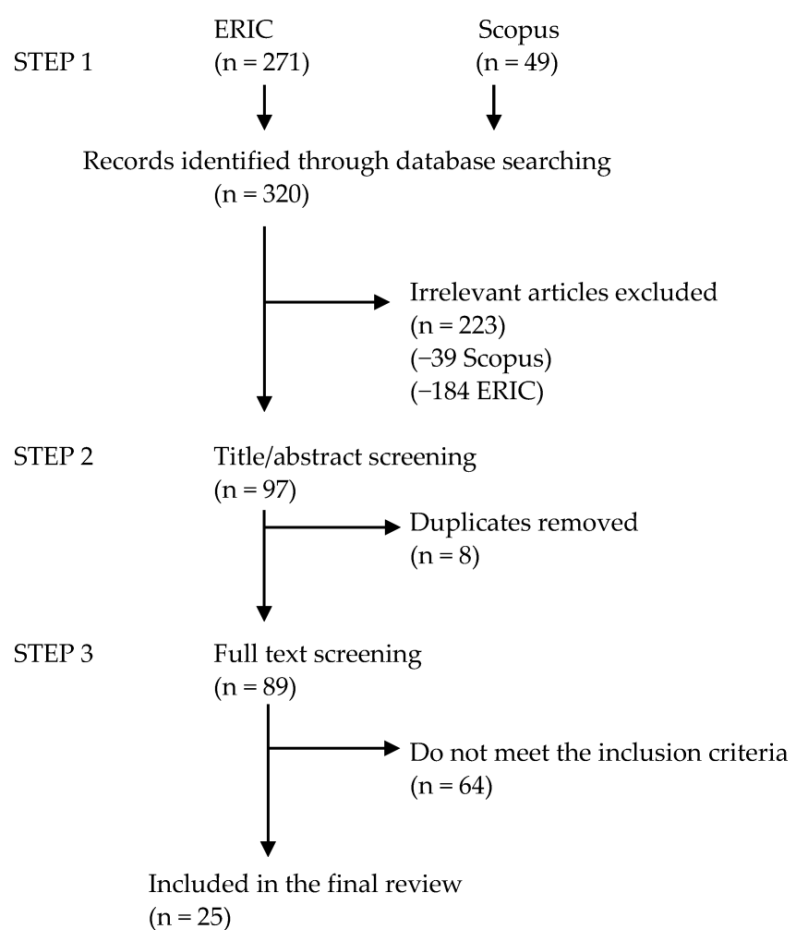 ERIC
Scopus
STEP 1
(n = 271)
(n = 49)
Records identified through database searching
(n = 320)
Irrelevant articles excluded
(n = 223)
(−39 Scopus)
(−184 ERIC)
STEP 2
Title/abstract screening
(n = 97)
Duplicates removed
(n = 8)
STEP 3
Full text screening
(n = 89)
Do not meet the inclusion criteria
(n = 64)
Included in the final review
(n = 25)